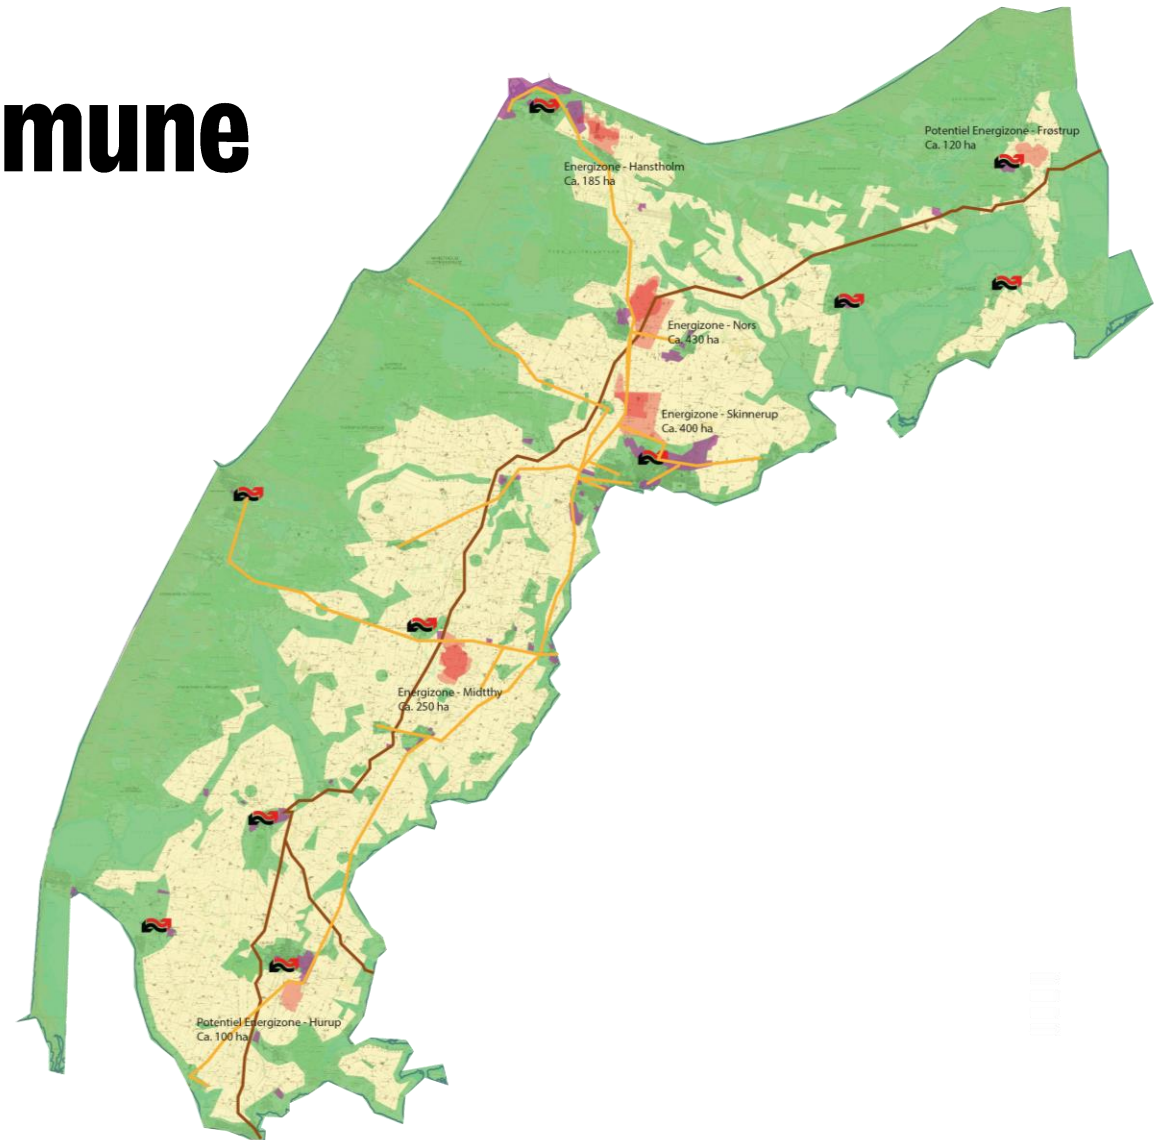 mune
Potentiel Energizone - Frøstrup
Ca. 120 ha
Energizone - Hanstholm
Ca. 185 ha
Energizone - Nors
Ca. 430 ha
Energizone - Skinnerup
Ca. 400 ha
Energizone - Midtthy
Ca. 250 ha
Potentiel Energizone - Hurup
Ca. 100 ha